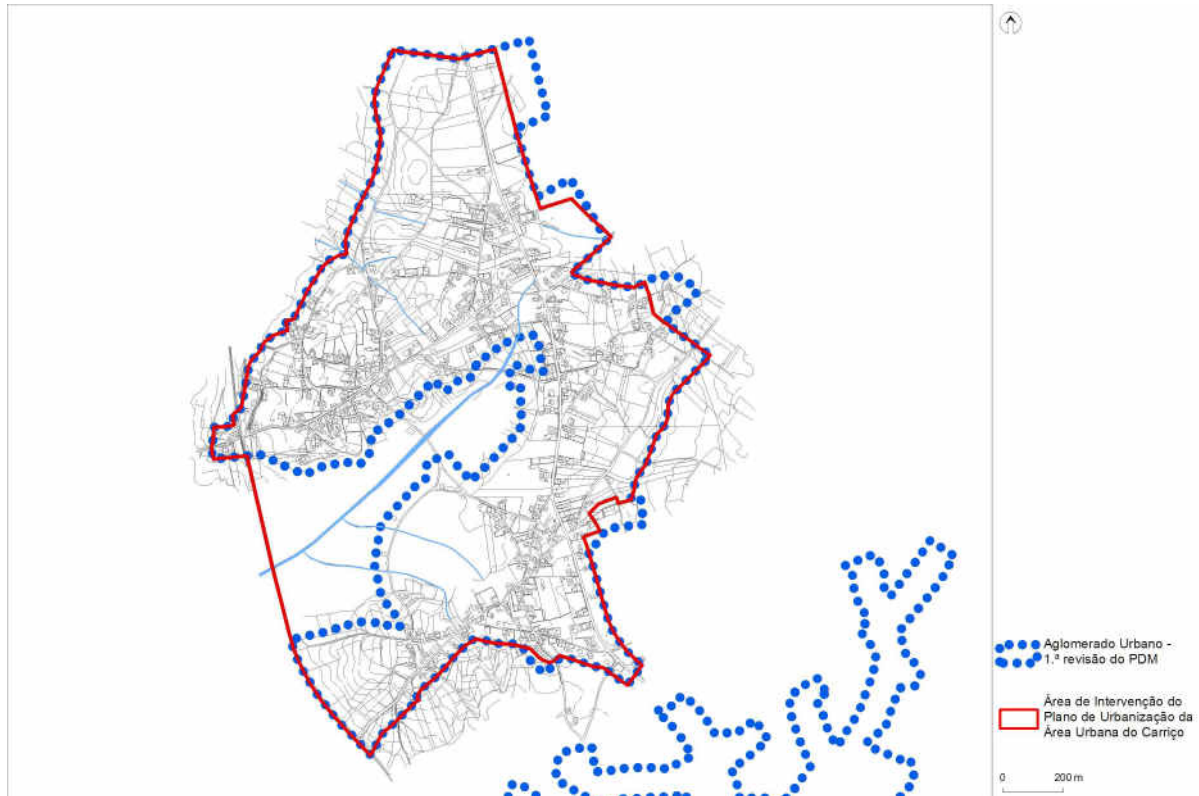 Aglomerado Urbano -
1.ª revisão do PDM
Área de Intervenção do
Plano de Urbanização da
Área Urbana do Carriço
0 200 m